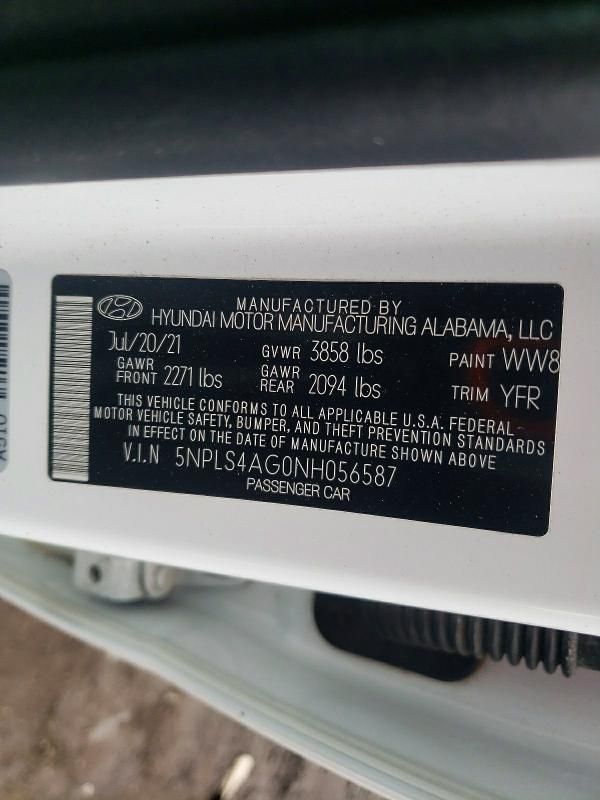 MANUFACTURED BY
HYUNDAI MOTOR MANUFACTURING ALABAMA, LLC
Jul/20/21 GVWR 3858 lbs PAINT WW8
GAWR FRONT 2271 lbs GAWR REAR 2094 lbs TRIM YFR
THIS VEHICLE CONFORMS TO ALL APPLICABLE U.S.A. FEDERAL
MOTOR VEHICLE SAFETY, BUMPER, AND THEFT PREVENTION STANDARDS
IN EFFECT ON THE DATE OF MANUFACTURE SHOWN ABOVE
V.I.N 5NPLS4AG0NH056587
PASSENGER CAR
A510